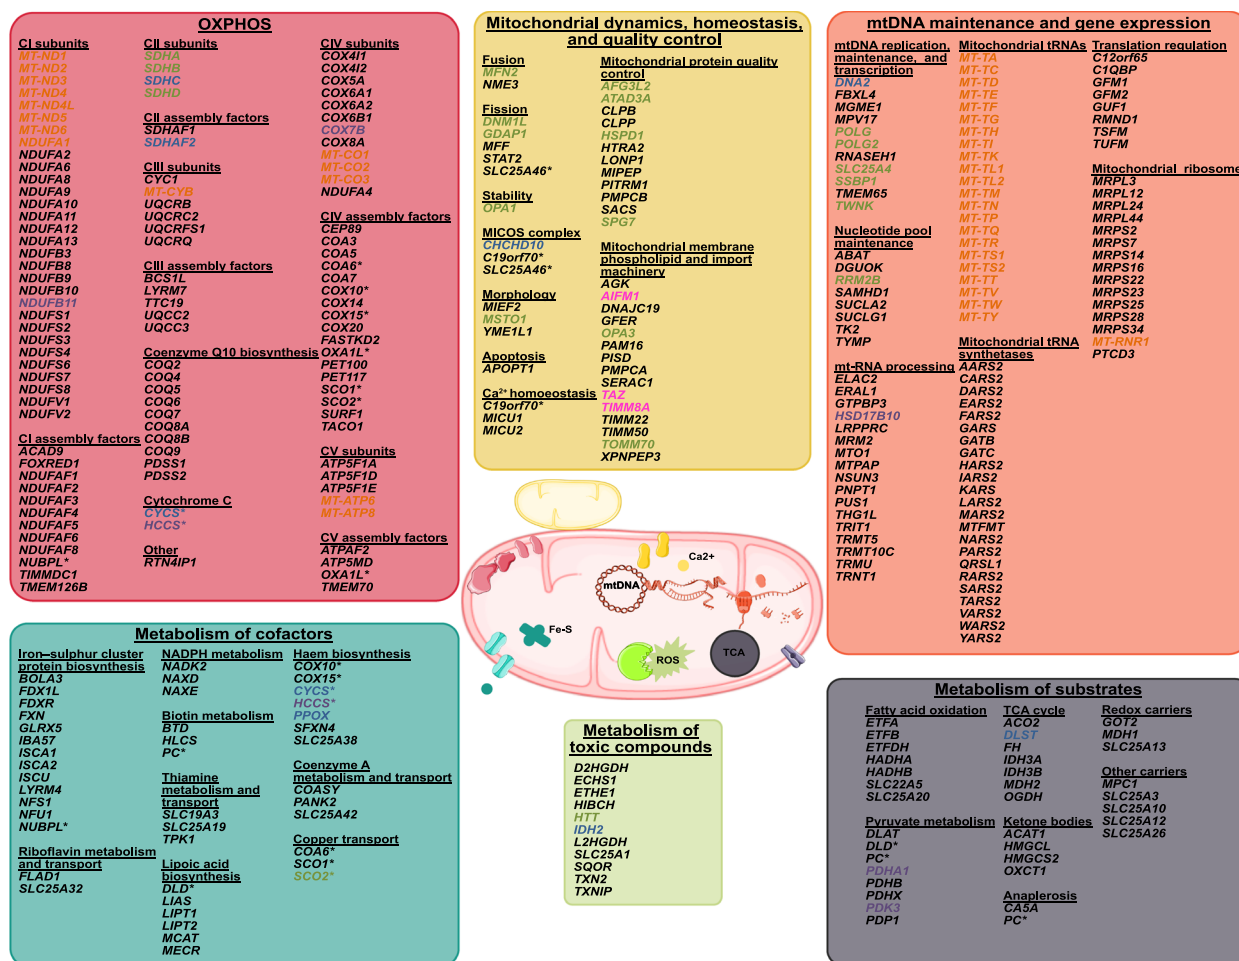 OXPHOS
CI subunits
MT-ND1
MT-ND2
MT-ND3
MT-ND4
MT-ND4L
MT-ND5
MT-ND6
NDUFA1
NDUFA2
NDUFA6
NDUFA8
NDUFA9
NDUFA10
NDUFA11
NDUFA12
NDUFA13
NDUFB3
NDUFB8
NDUFB9
NDUFB10
NDUFB11
NDUFS1
NDUFS2
NDUFS3
NDUFS4
NDUFS6
NDUFS7
NDUFS8
NDUFV1
NDUFV2
CI assembly factors
ACAD9
FOXRED1
NDUFAF1
NDUFAF2
NDUFAF3
NDUFAF4
NDUFAF5
NDUFAF6
NDUFAF8
NUBPL*
TIMMDC1
TMEM126B
CII subunits
SDHA
SDHB
SDHC
SDHD
CII assembly factors
SDHAF1
SDHAF2
CIII subunits
CYC1
MT-CYB
UQCRB
UQCRC2
UQCRFS1
UQCRQ
CIII assembly factors
BCS1L
LYRM7
TTC19
UQCC2
UQCC3
Coenzyme Q10 biosynthesis
COQ2
COQ4
COQ5
COQ6
COQ7
COQ8A
COQ8B
COQ9
PDSS1
PDSS2
Cytochrome C
CYCS*
HCCS*
Other
RTN4IP1
CIV subunits
COX4I1
COX4I2
COX5A
COX6A1
COX6A2
COX6B1
COX7B
COX8A
MT-CO1
MT-CO2
MT-CO3
NDUFA4
CIV assembly factors
CEP89
COA3
COA5
COA6*
COA7
COX10*
COX14
COX15*
COX20
FASTKD2
OXA1L*
PET100
PET117
SCO1*
SCO2*
SURF1
TACO1
CV subunits
ATP5F1A
ATP5F1D
ATP5F1E
MT-ATP6
MT-ATP8
CV assembly factors
ATPAF2
ATP5MD
OXA1L*
TMEM70
Mitochondrial dynamics, homeostasis,
and quality control
Fusion
MFN2
NME3
Fission
DNM1L
GDAP1
MFF
STAT2
SLC25A46*
Stability
OPA1
MICOS complex
CHCHD10
C19orf70*
SLC25A46*
Morphology
MIEF2
MSTO1
YME1L1
Apoptosis
APOPT1
Ca²⁺ homoeostasis
C19orf70*
MICU1
MICU2
Mitochondrial protein quality
control
AFG3L2
ATAD3A
CLPB
CLPP
HSPD1
HTRA2
LONP1
MIPEP
PITRM1
PMPCB
SACS
SPG7
Mitochondrial membrane
phospholipid and import
machinery
AGK
AIFM1
DNAJC19
GFER
OPA3
PAM16
PISD
PMPCA
SERAC1
TAZ
TIMM8A
TIMM22
TIMM50
TOMM70
XPNPEP3
mtDNA maintenance and gene expression
mtDNA replication,
maintenance, and
transcription
DNA2
FBXL4
MGME1
MPV17
POLG
POLG2
RNASEH1
SLC25A4
SSBP1
TMEM65
TWNK
Nucleotide pool
maintenance
ABAT
DGUOK
RRM2B
SAMHD1
SUCLA2
SUCLG1
TK2
TYMP
mt-RNA processing
ELAC2
ERAL1
GTPBP3
HSD17B10
LRPPRC
MRM2
MTO1
MTPAP
NSUN3
PNPT1
PUS1
THG1L
TRIT1
TRMT5
TRMT10C
TRMU
TRNT1
Mitochondrial tRNAs
MT-TA
MT-TC
MT-TD
MT-TE
MT-TF
MT-TG
MT-TH
MT-TI
MT-TK
MT-TL1
MT-TL2
MT-TM
MT-TN
MT-TP
MT-TQ
MT-TR
MT-TS1
MT-TS2
MT-TT
MT-TV
MT-TW
MT-TY
Mitochondrial tRNA
synthetases
AARS2
CARS2
DARS2
EARS2
FARS2
GARS
GATB
GATC
HARS2
IARS2
KARS
LARS2
MARS2
MTFMT
NARS2
PARS2
QRSL1
RARS2
SARS2
TARS2
VARS2
WARS2
YARS2
Translation regulation
C12orf65
C1QBP
GFM1
GFM2
GUF1
RMND1
TSFM
TUFM
Mitochondrial ribosome
MRPL3
MRPL12
MRPL24
MRPL44
MRPS2
MRPS7
MRPS14
MRPS16
MRPS22
MRPS23
MRPS25
MRPS28
MRPS34
MT-RNR1
PTCD3
Ca2+
mtDNA
Fe-S
ROS
TCA
Metabolism of cofactors
Iron–sulphur cluster
protein biosynthesis
BOLA3
FDX1L
FDXR
FXN
GLRX5
IBA57
ISCA1
ISCA2
ISCU
LYRM4
NFS1
NFU1
NUBPL*
Riboflavin metabolism
and transport
FLAD1
SLC25A32
NADPH metabolism
NADK2
NAXD
NAXE
Biotin metabolism
BTD
HLCS
PC*
Thiamine
metabolism and
transport
SLC19A3
SLC25A19
TPK1
Lipoic acid
biosynthesis
DLD*
LIAS
LIPT1
LIPT2
MCAT
MECR
Haem biosynthesis
COX10*
COX15*
CYCS*
HCCS*
PPOX
SFXN4
SLC25A38
Coenzyme A
metabolism and transport
COASY
PANK2
SLC25A42
Copper transport
COA6*
SCO1*
SCO2*
Metabolism of
toxic compounds
D2HGDH
ECHS1
ETHE1
HIBCH
HTT
IDH2
L2HGDH
SLC25A1
SQOR
TXN2
TXNIP
Metabolism of substrates
Fatty acid oxidation
ETFA
ETFB
ETFDH
HADHA
HADHB
SLC22A5
SLC25A20
Pyruvate metabolism
DLAT
DLD*
PC*
PDHA1
PDHB
PDHX
PDK3
PDP1
TCA cycle
ACO2
DLST
FH
IDH3A
IDH3B
MDH2
OGDH
Ketone bodies
ACAT1
HMGCL
HMGCS2
OXCT1
Anaplerosis
CA5A
PC*
Redox carriers
GOT2
MDH1
SLC25A13
Other carriers
MPC1
SLC25A3
SLC25A10
SLC25A12
SLC25A26